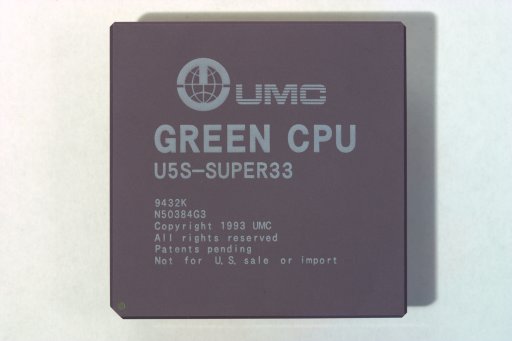 UMC
GREEN CPU
U5S-SUPER33
9432K
N50384G3
Copyright 1993 UMC
All rights reserved
Patents pending
Not for U.S. sale or import